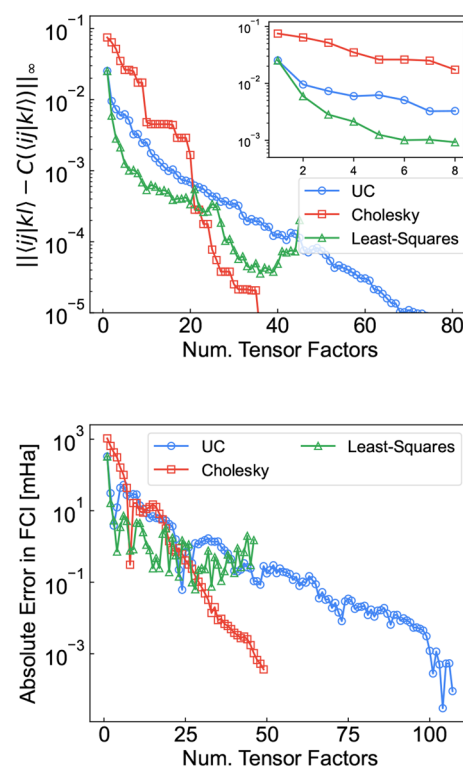 10⁻¹
10⁻²
10⁻³
10⁻⁴
10⁻⁵
||⟨ij|kl⟩ − C(⟨ij|kl⟩)||∞
10⁻¹
10⁻²
10⁻³
2 4 6 8
UC
Cholesky
Least-Squares
0 20 40 60 80
Num. Tensor Factors
10³
10¹
10⁻¹
10⁻³
Absolute Error in FCI [mHa]
UC Least-Squares
Cholesky
0 25 50 75 100
Num. Tensor Factors